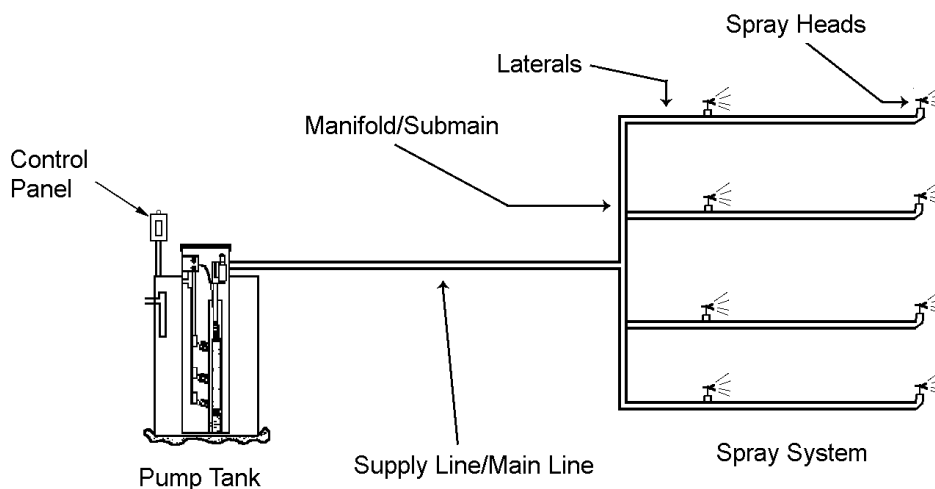 Spray Heads
Laterals
Manifold/Submain
Control
Panel
Pump Tank
Supply Line/Main Line
Spray System